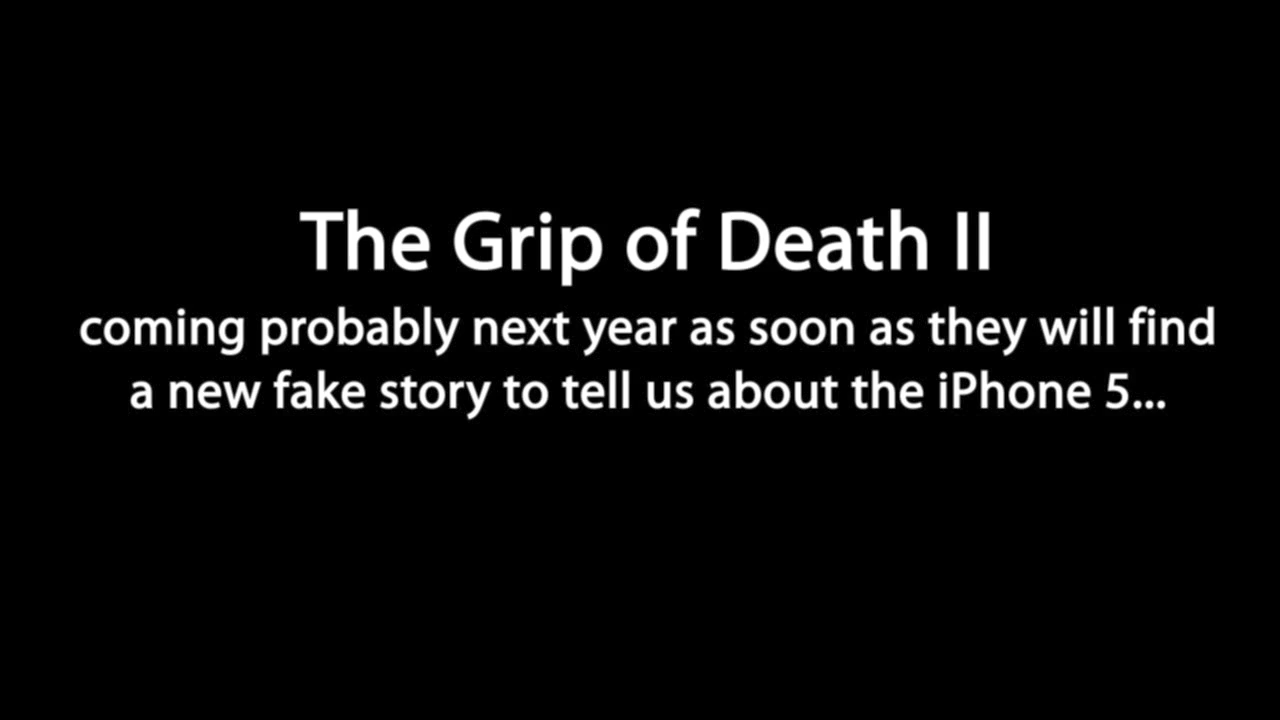 The Grip of Death II
coming probably next year as soon as they will find
a new fake story to tell us about the iPhone 5...